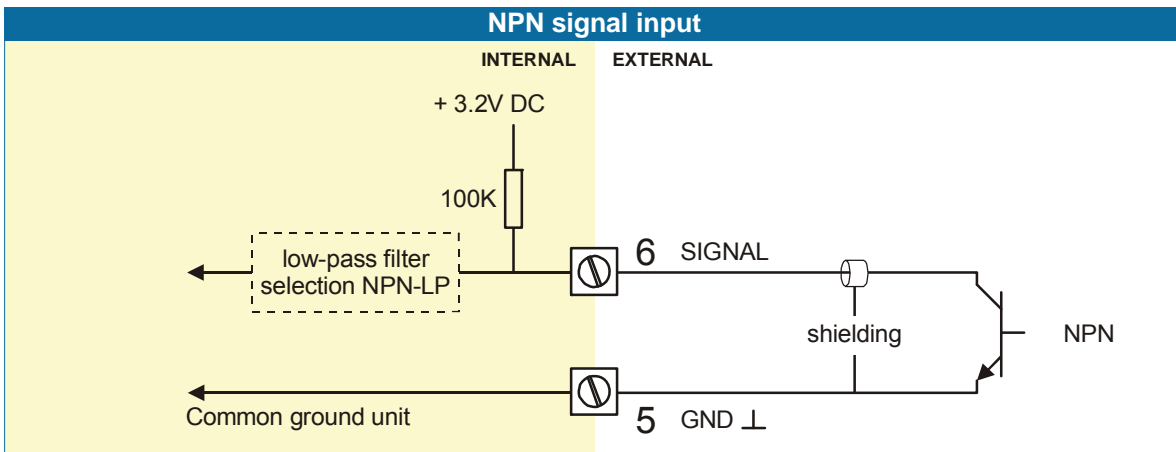 NPN signal input
INTERNAL EXTERNAL
+ 3.2V DC
100K
low-pass filter
selection NPN-LP
6 SIGNAL
shielding
NPN
Common ground unit
5 GND ⊥